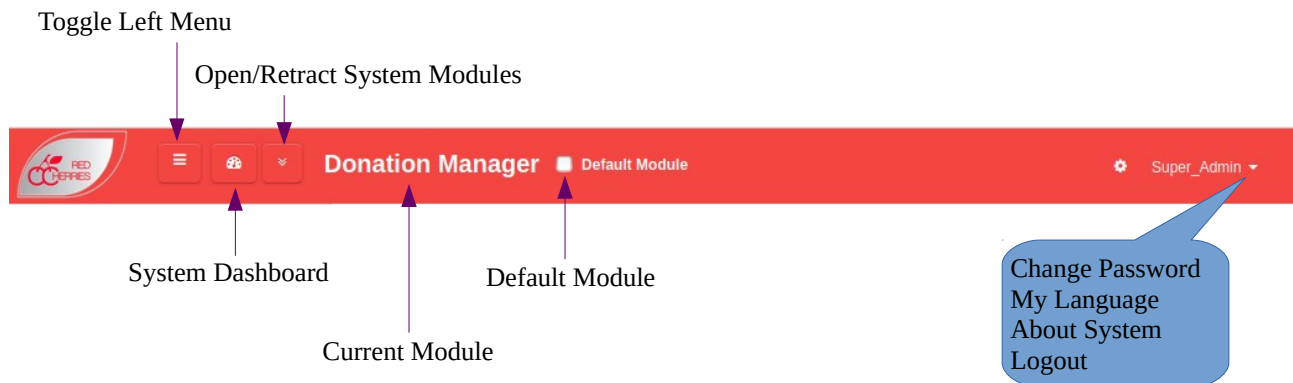 Toggle Left Menu
Open/Retract System Modules
RED
CHERRIES
Donation Manager Default Module
Super_Admin
System Dashboard
Default Module
Current Module
Change Password
My Language
About System
Logout